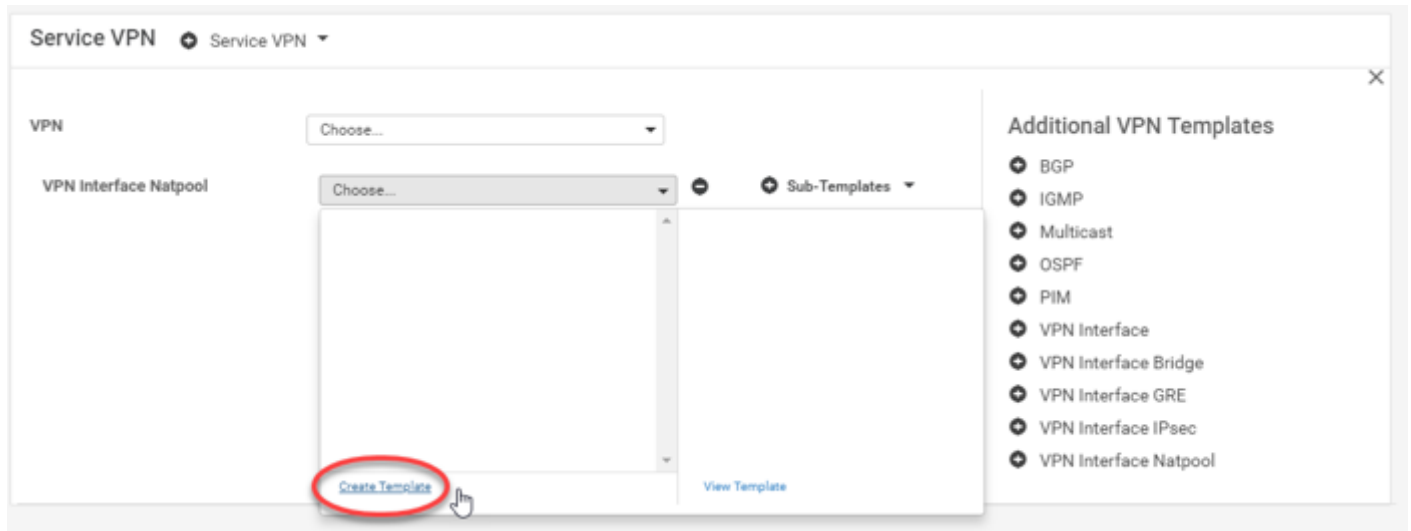 Service VPN Service VPN
VPN Choose...
VPN Interface Natpool Choose... Sub-Templates
Create Template View Template
Additional VPN Templates
BGP
IGMP
Multicast
OSPF
PIM
VPN Interface
VPN Interface Bridge
VPN Interface GRE
VPN Interface IPsec
VPN Interface Natpool